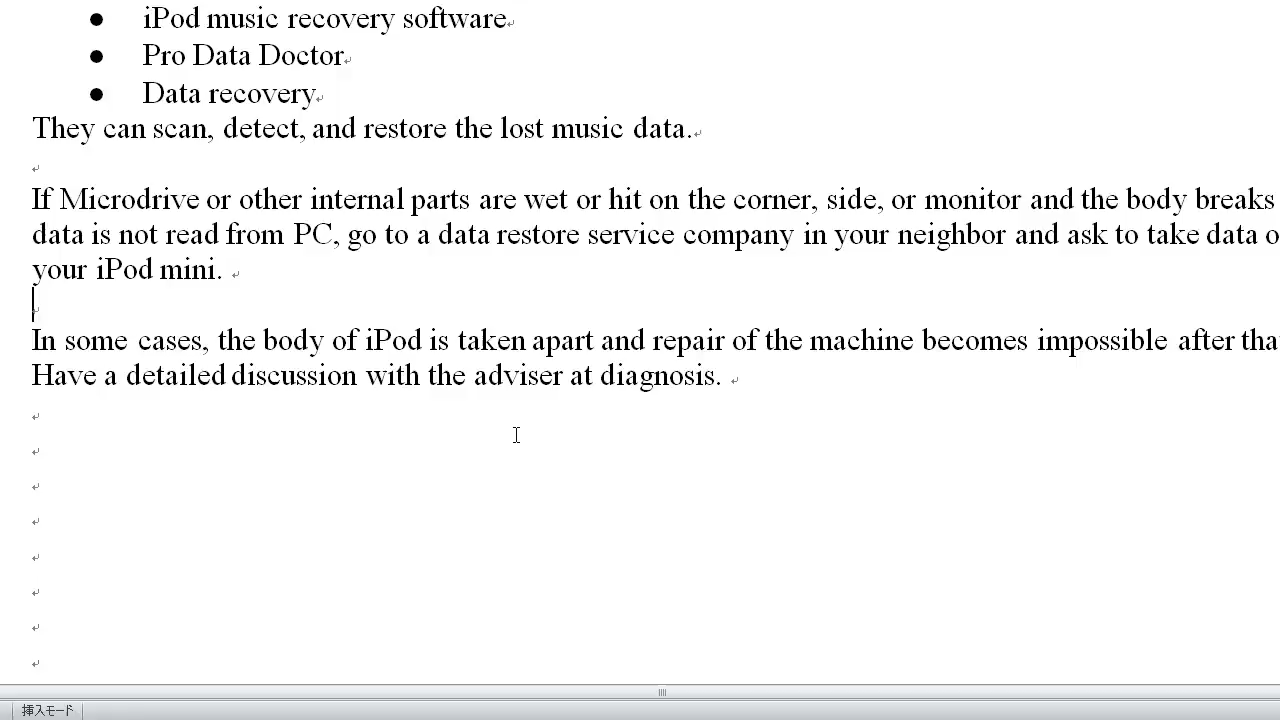 ● iPod music recovery software
● Pro Data Doctor
● Data recovery
They can scan, detect, and restore the lost music data.
If Microdrive or other internal parts are wet or hit on the corner, side, or monitor and the body breaks
data is not read from PC, go to a data restore service company in your neighbor and ask to take data o
your iPod mini.
In some cases, the body of iPod is taken apart and repair of the machine becomes impossible after tha
Have a detailed discussion with the adviser at diagnosis.
挿入モード